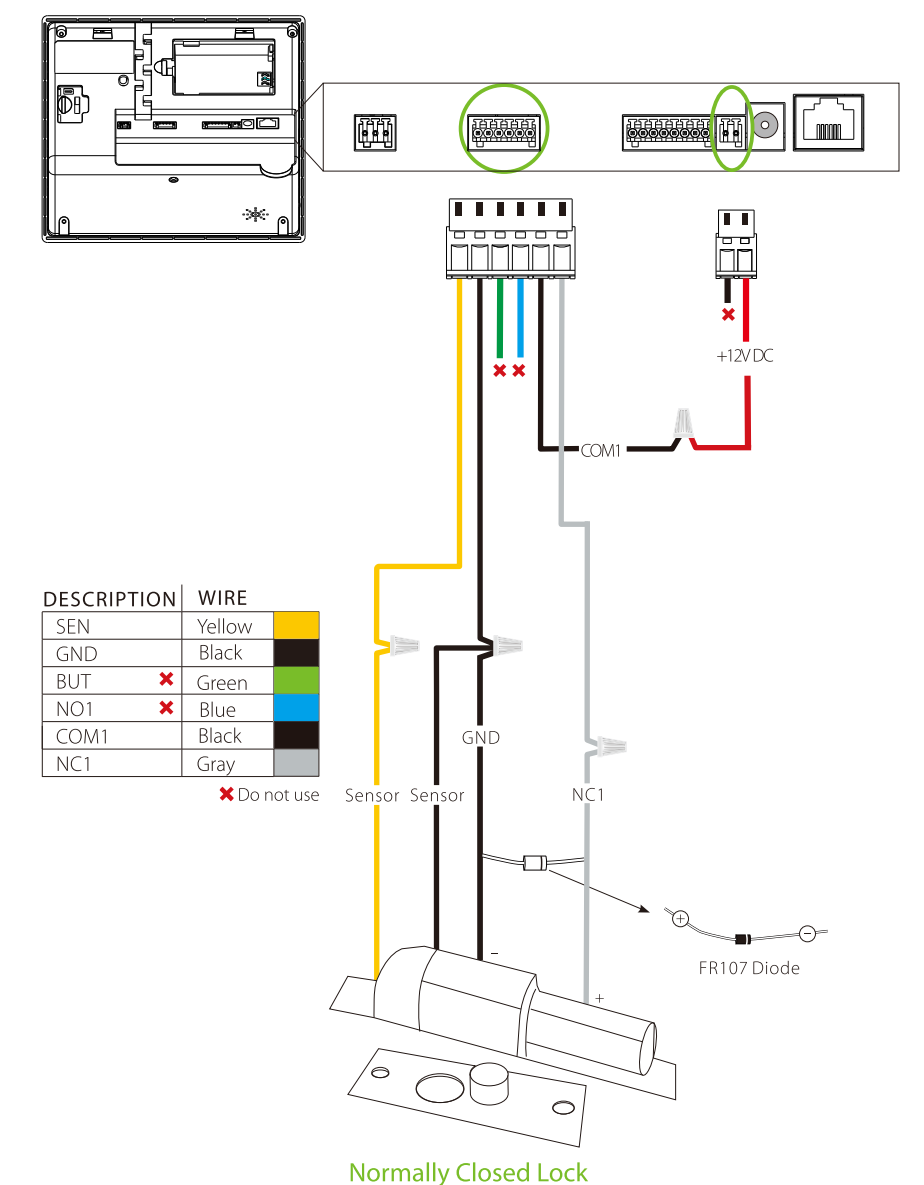 +12V DC
COM1
DESCRIPTION WIRE
SEN Yellow
GND Black
BUT ✖ Green
NO1 ✖ Blue
COM1 Black
NC1 Gray
✖ Do not use
GND
Sensor Sensor
NC1
+ −
FR107 Diode
−
+
Normally Closed Lock